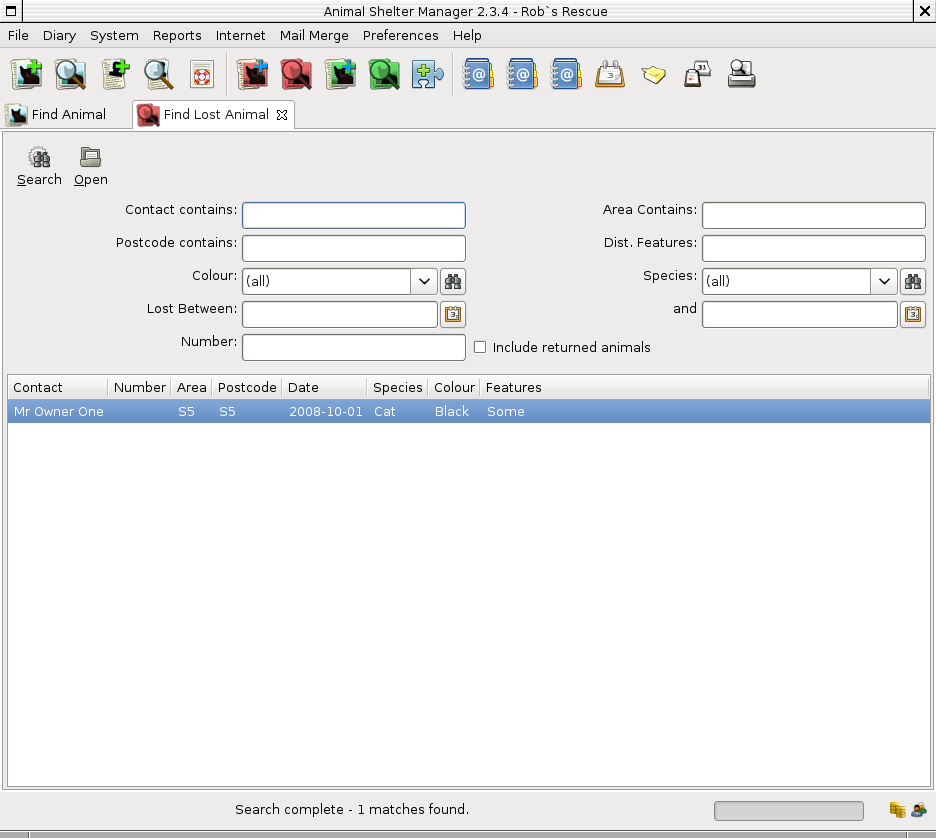 Animal Shelter Manager 2.3.4 - Rob`s Rescue
File Diary System Reports Internet Mail Merge Preferences Help
Find Animal Find Lost Animal
Search Open
Contact contains: Area Contains:
Postcode contains: Dist. Features:
Colour: (all) Species: (all)
Lost Between: and
Number: Include returned animals
Contact Number Area Postcode Date Species Colour Features
Mr Owner One S5 S5 2008-10-01 Cat Black Some
Search complete - 1 matches found.